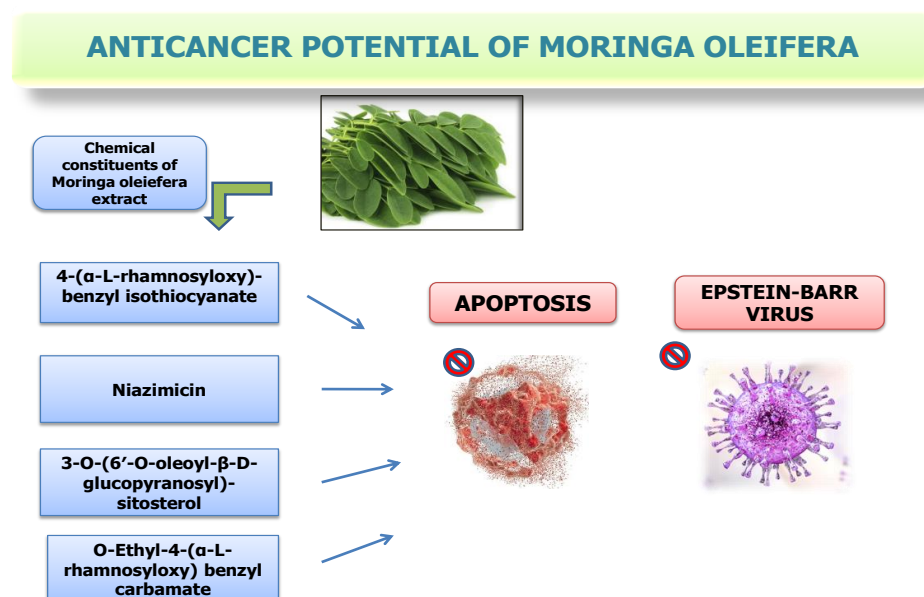 ANTICANCER POTENTIAL OF MORINGA OLEIFERA
Chemical
constituents of
Moringa oleiefera
extract
4-(α-L-rhamnosyloxy)-
benzyl isothiocyanate
Niazimicin
3-O-(6′-O-oleoyl-β-D-
glucopyranosyl)-
sitosterol
O-Ethyl-4-(α-L-
rhamnosyloxy) benzyl
carbamate
APOPTOSIS
EPSTEIN-BARR
VIRUS